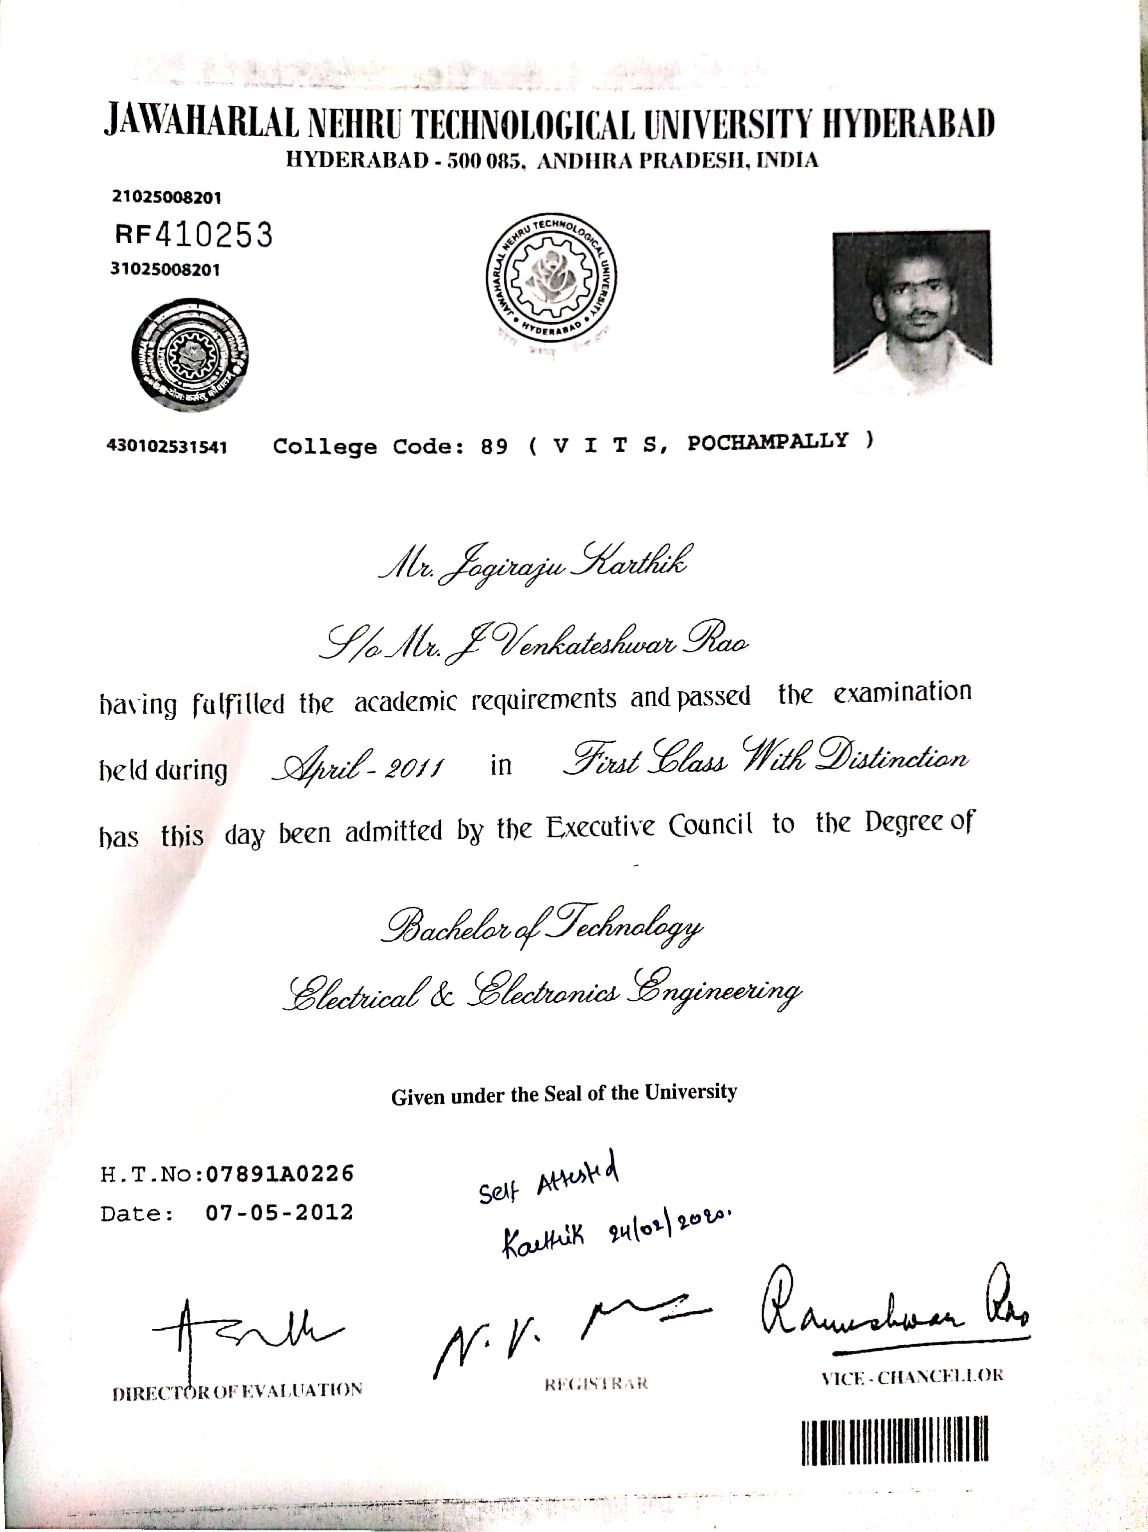 JAWAHARLAL NEHRU TECHNOLOGICAL UNIVERSITY HYDERABAD
HYDERABAD - 500 085, ANDHRA PRADESH, INDIA
21025008201
RF410253
31025008201
JAWAHARLAL NEHRU TECHNOLOGICAL UNIVERSITY
HYDERABAD
430102531541 College Code: 89 ( V I T S, POCHAMPALLY )
Mr. Jogiraju Karthik
S/o Mr. J Venkateshwar Rao
having fulfilled the academic requirements and passed the examination
held during April - 2011 in First Class With Distinction
has this day been admitted by the Executive Council to the Degree of
Bachelor of Technology
Electrical & Electronics Engineering
Given under the Seal of the University
H.T.No:07891A0226
Date: 07-05-2012
Self Attested
Karthik 24/02/2020.
N. V.
Rameshwar Rao
DIRECTOR OF EVALUATION
REGISTRAR
VICE - CHANCELLOR